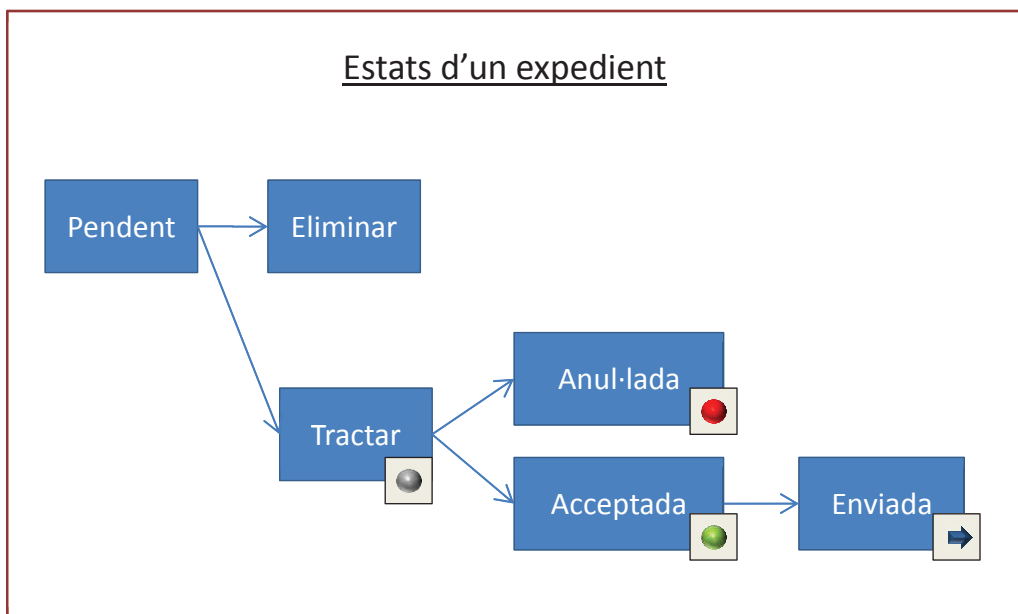 Estats d’un expedient
Pendent
Eliminar
Anul·lada
Tractar
Acceptada
Enviada